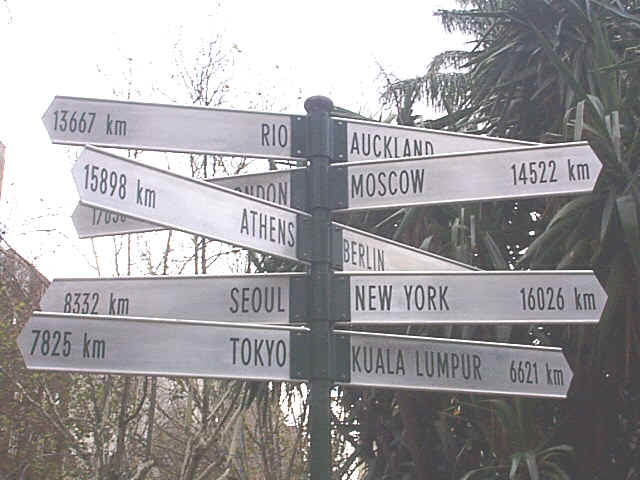 13667 km RIO
AUCKLAND
MOSCOW 14522 km
15898 km ATHENS
BERLIN
8332 km SEOUL
NEW YORK 16026 km
7825 km TOKYO
KUALA LUMPUR 6621 km